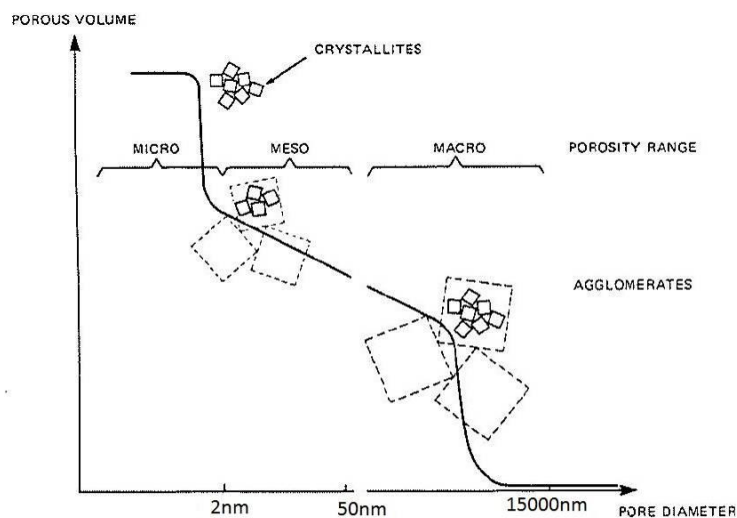 POROUS VOLUME
CRYSTALLITES
MICRO MESO MACRO POROSITY RANGE
AGGLOMERATES
2nm 50nm 15000nm PORE DIAMETER